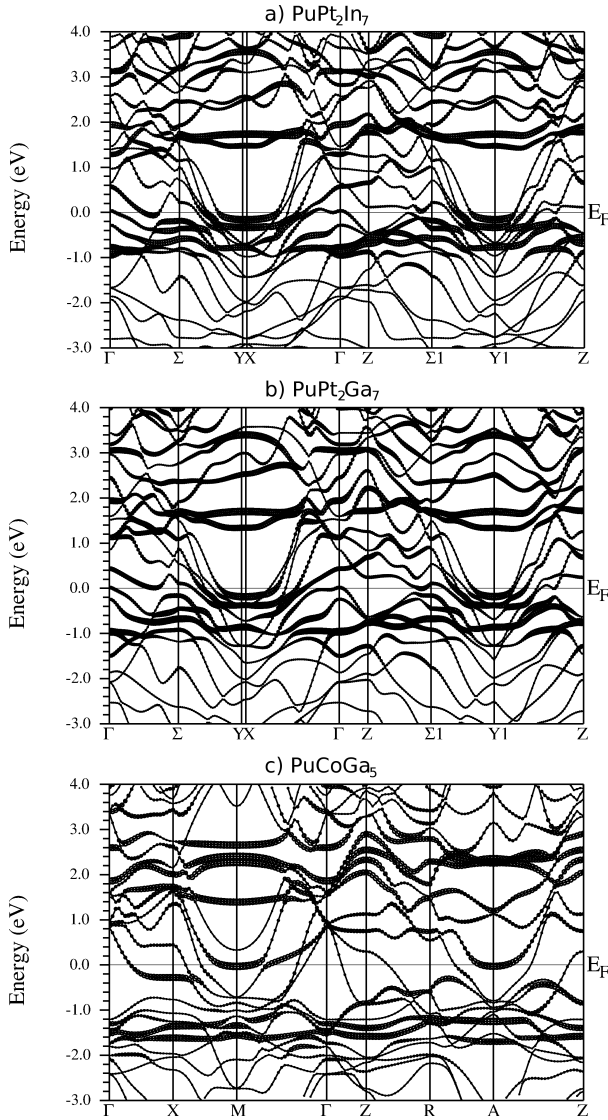 a) PuPt2In7
Energy (eV)
4.0
3.0
2.0
1.0
0.0
-1.0
-2.0
-3.0
EF
Γ Σ Y X Γ Z Σ1 Y1 Z
b) PuPt2Ga7
Energy (eV)
4.0
3.0
2.0
1.0
0.0
-1.0
-2.0
-3.0
EF
Γ Σ Y X Γ Z Σ1 Y1 Z
c) PuCoGa5
Energy (eV)
4.0
3.0
2.0
1.0
0.0
-1.0
-2.0
-3.0
EF
Γ X M Γ Z R A Z